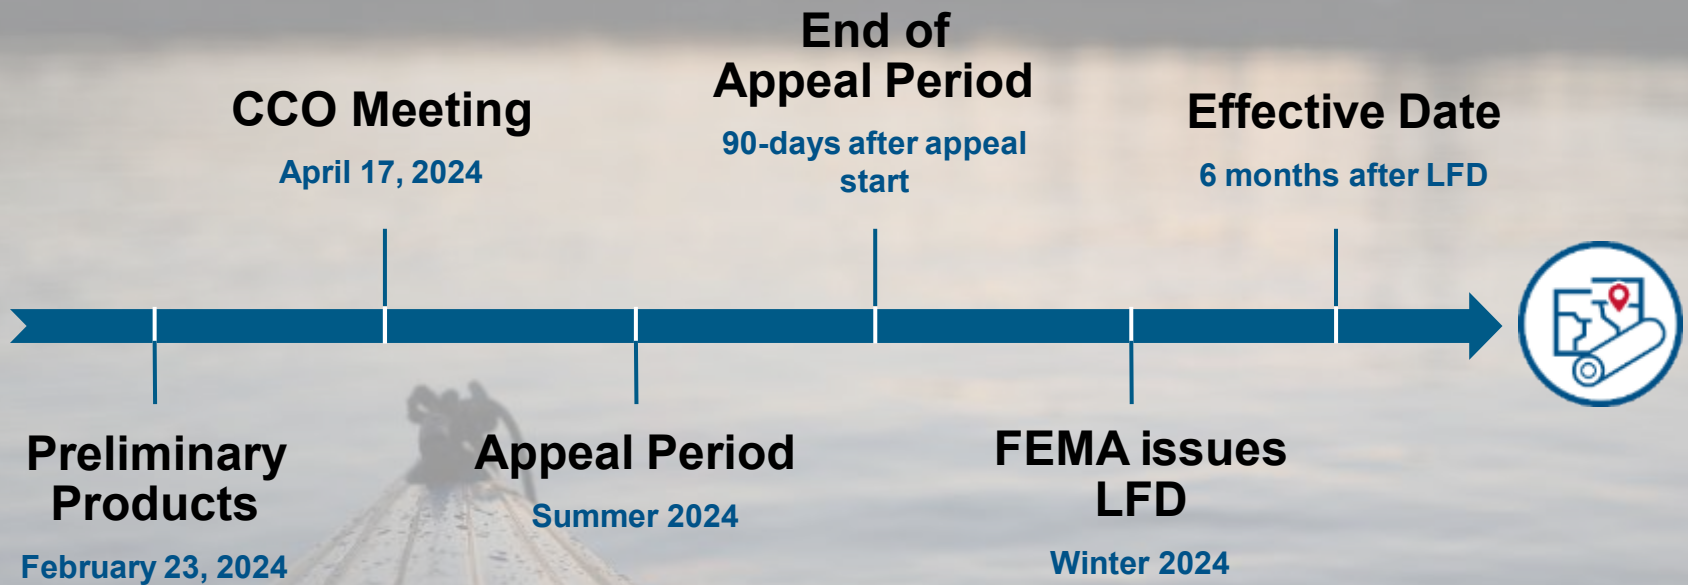 Preliminary
Products
February 23, 2024
CCO Meeting
April 17, 2024
Appeal Period
Summer 2024
End of
Appeal Period
90-days after appeal
start
FEMA issues
LFD
Winter 2024
Effective Date
6 months after LFD